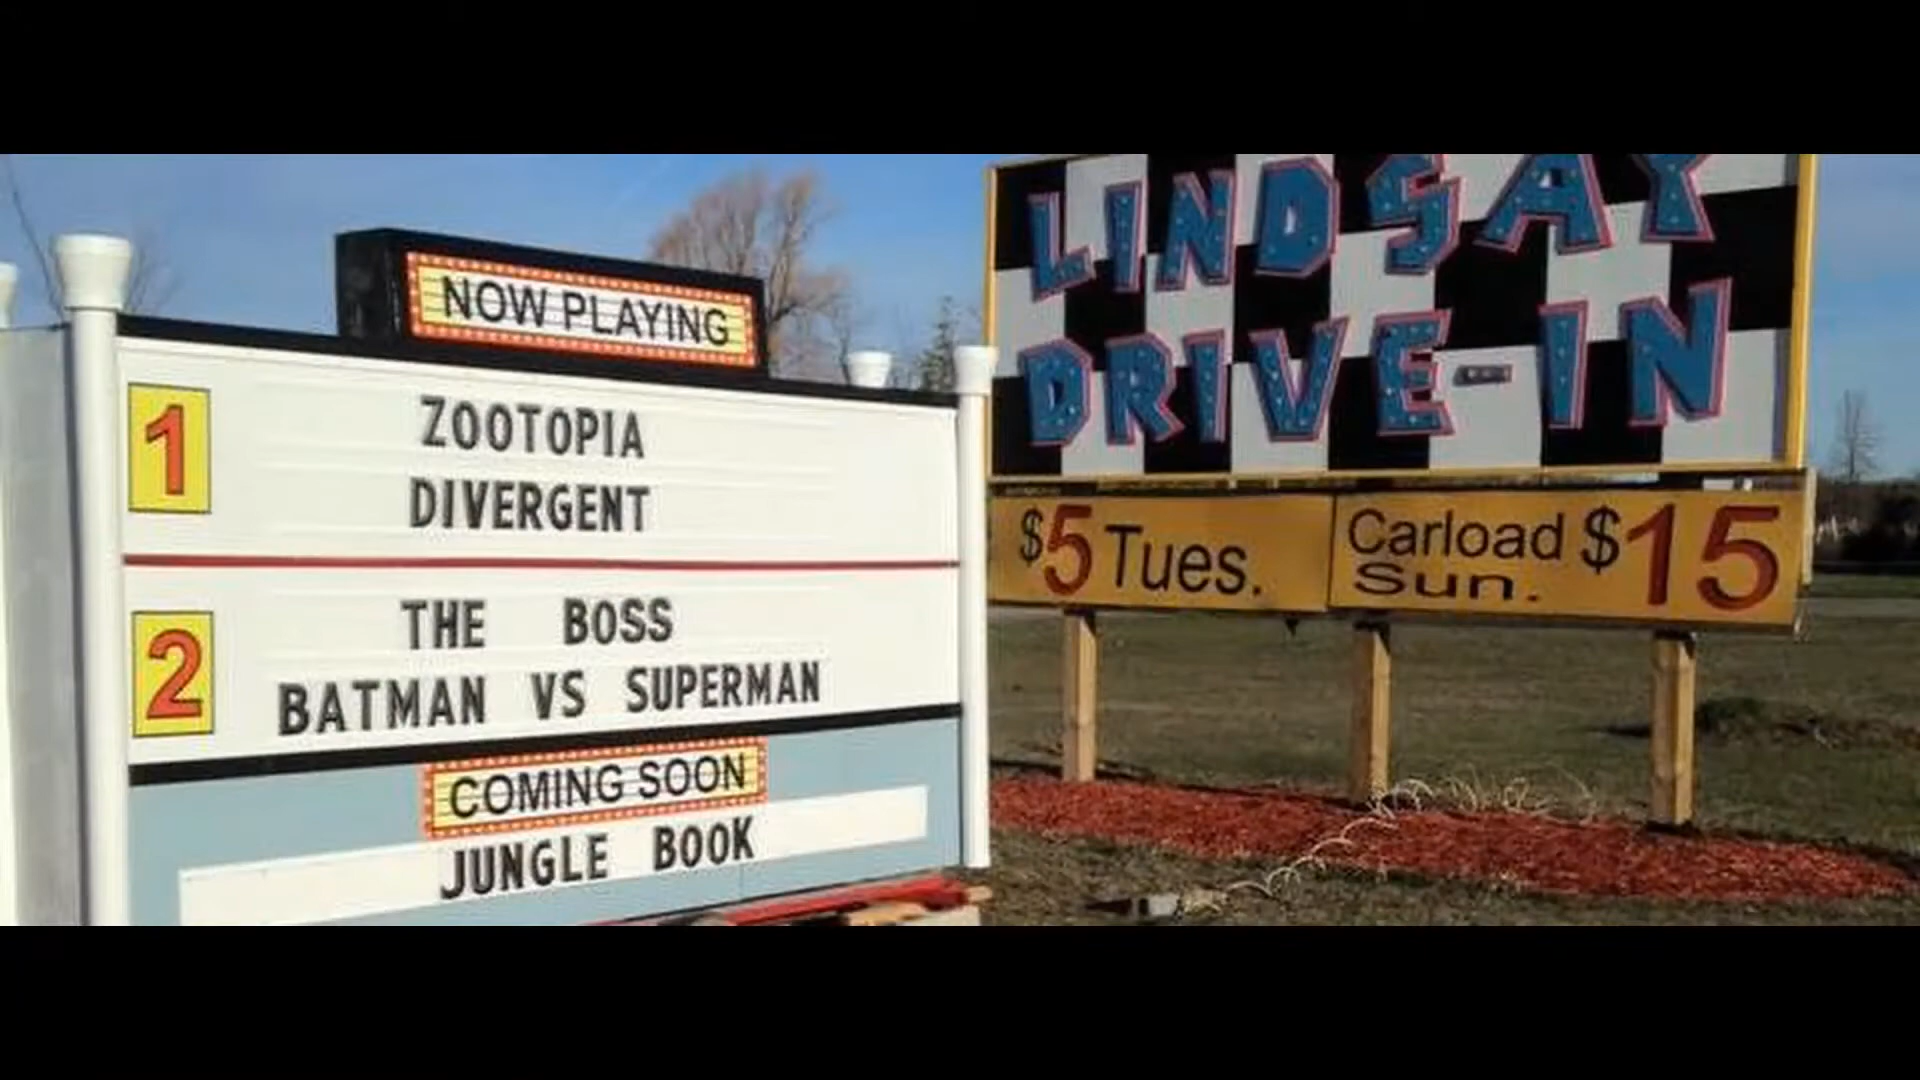 NOW PLAYING
1
ZOOTOPIA
DIVERGENT
2
THE BOSS
BATMAN VS SUPERMAN
COMING SOON
JUNGLE BOOK
LINDSAY
DRIVE-IN
$5 Tues.
Carload $15
Sun.